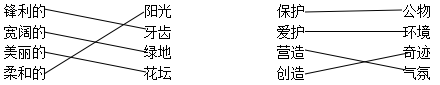 锋利的 阳光 保护 公物
宽阔的 牙齿 爱护 环境
美丽的 绿地 营造 奇迹
柔和的 花坛 创造 气氛